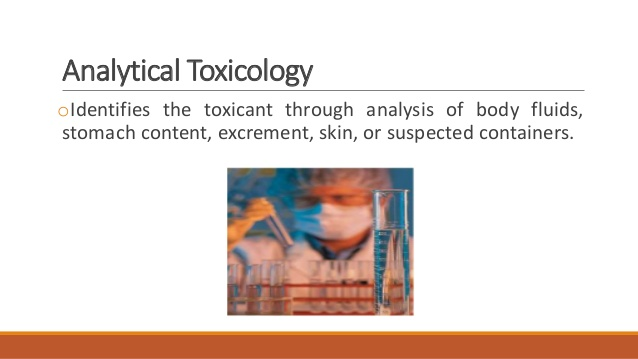 Analytical Toxicology
oIdentifies the toxicant through analysis of body fluids,
stomach content, excrement, skin, or suspected containers.